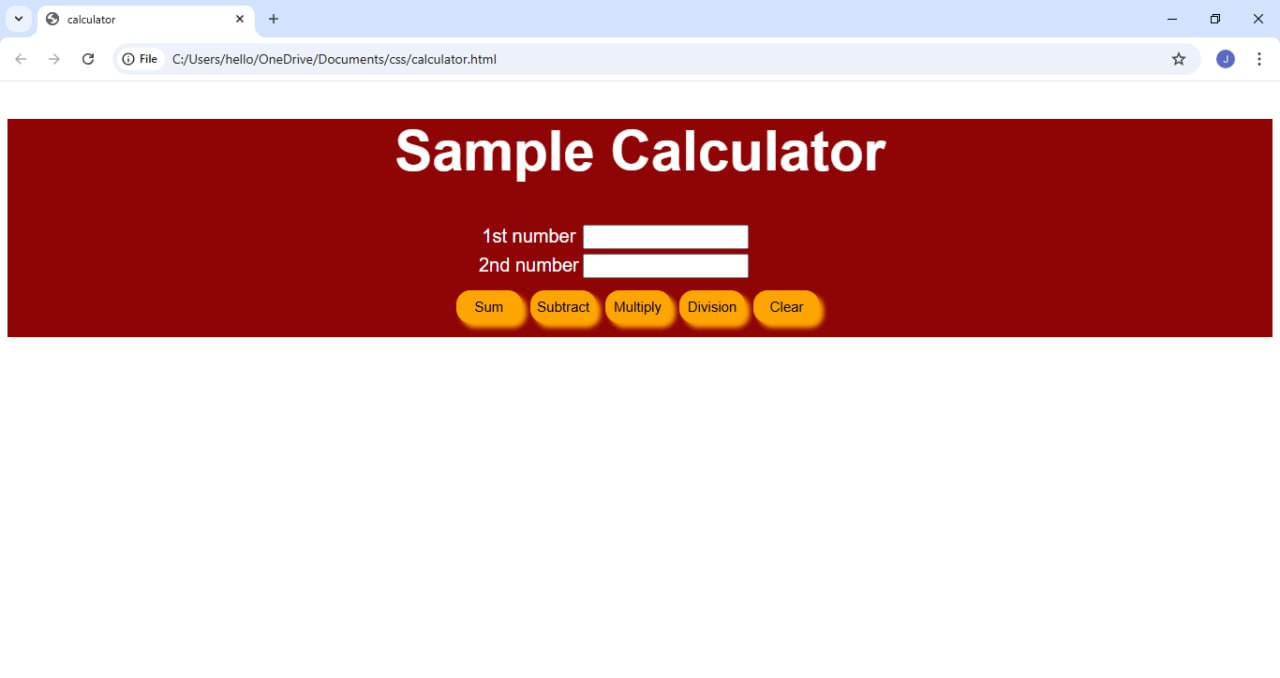 calculator
File C:/Users/hello/OneDrive/Documents/css/calculator.html J
Sample Calculator
1st number
2nd number
Sum Subtract Multiply Division Clear